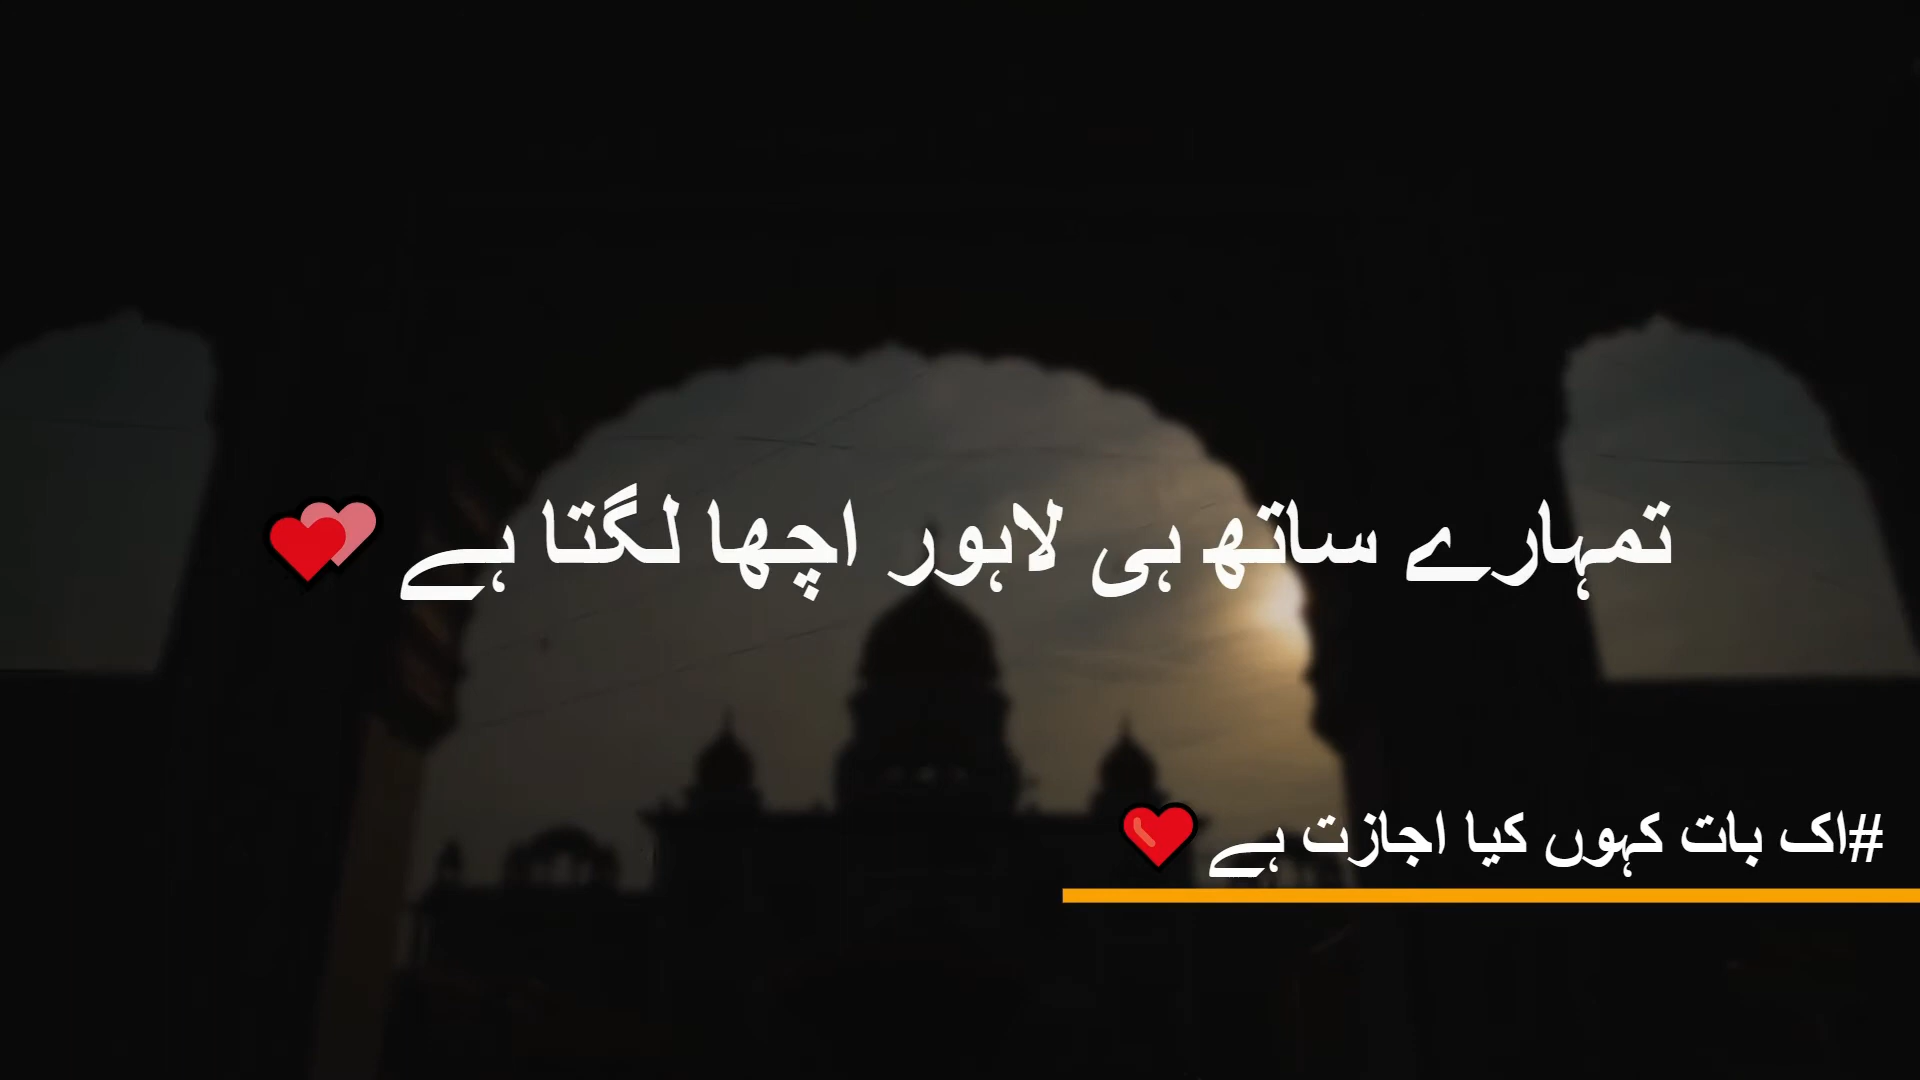 تمہارے ساتھ ہی لاہور اچھا لگتا ہے 💕
#اک بات کہوں کیا اجازت ہے ❤️